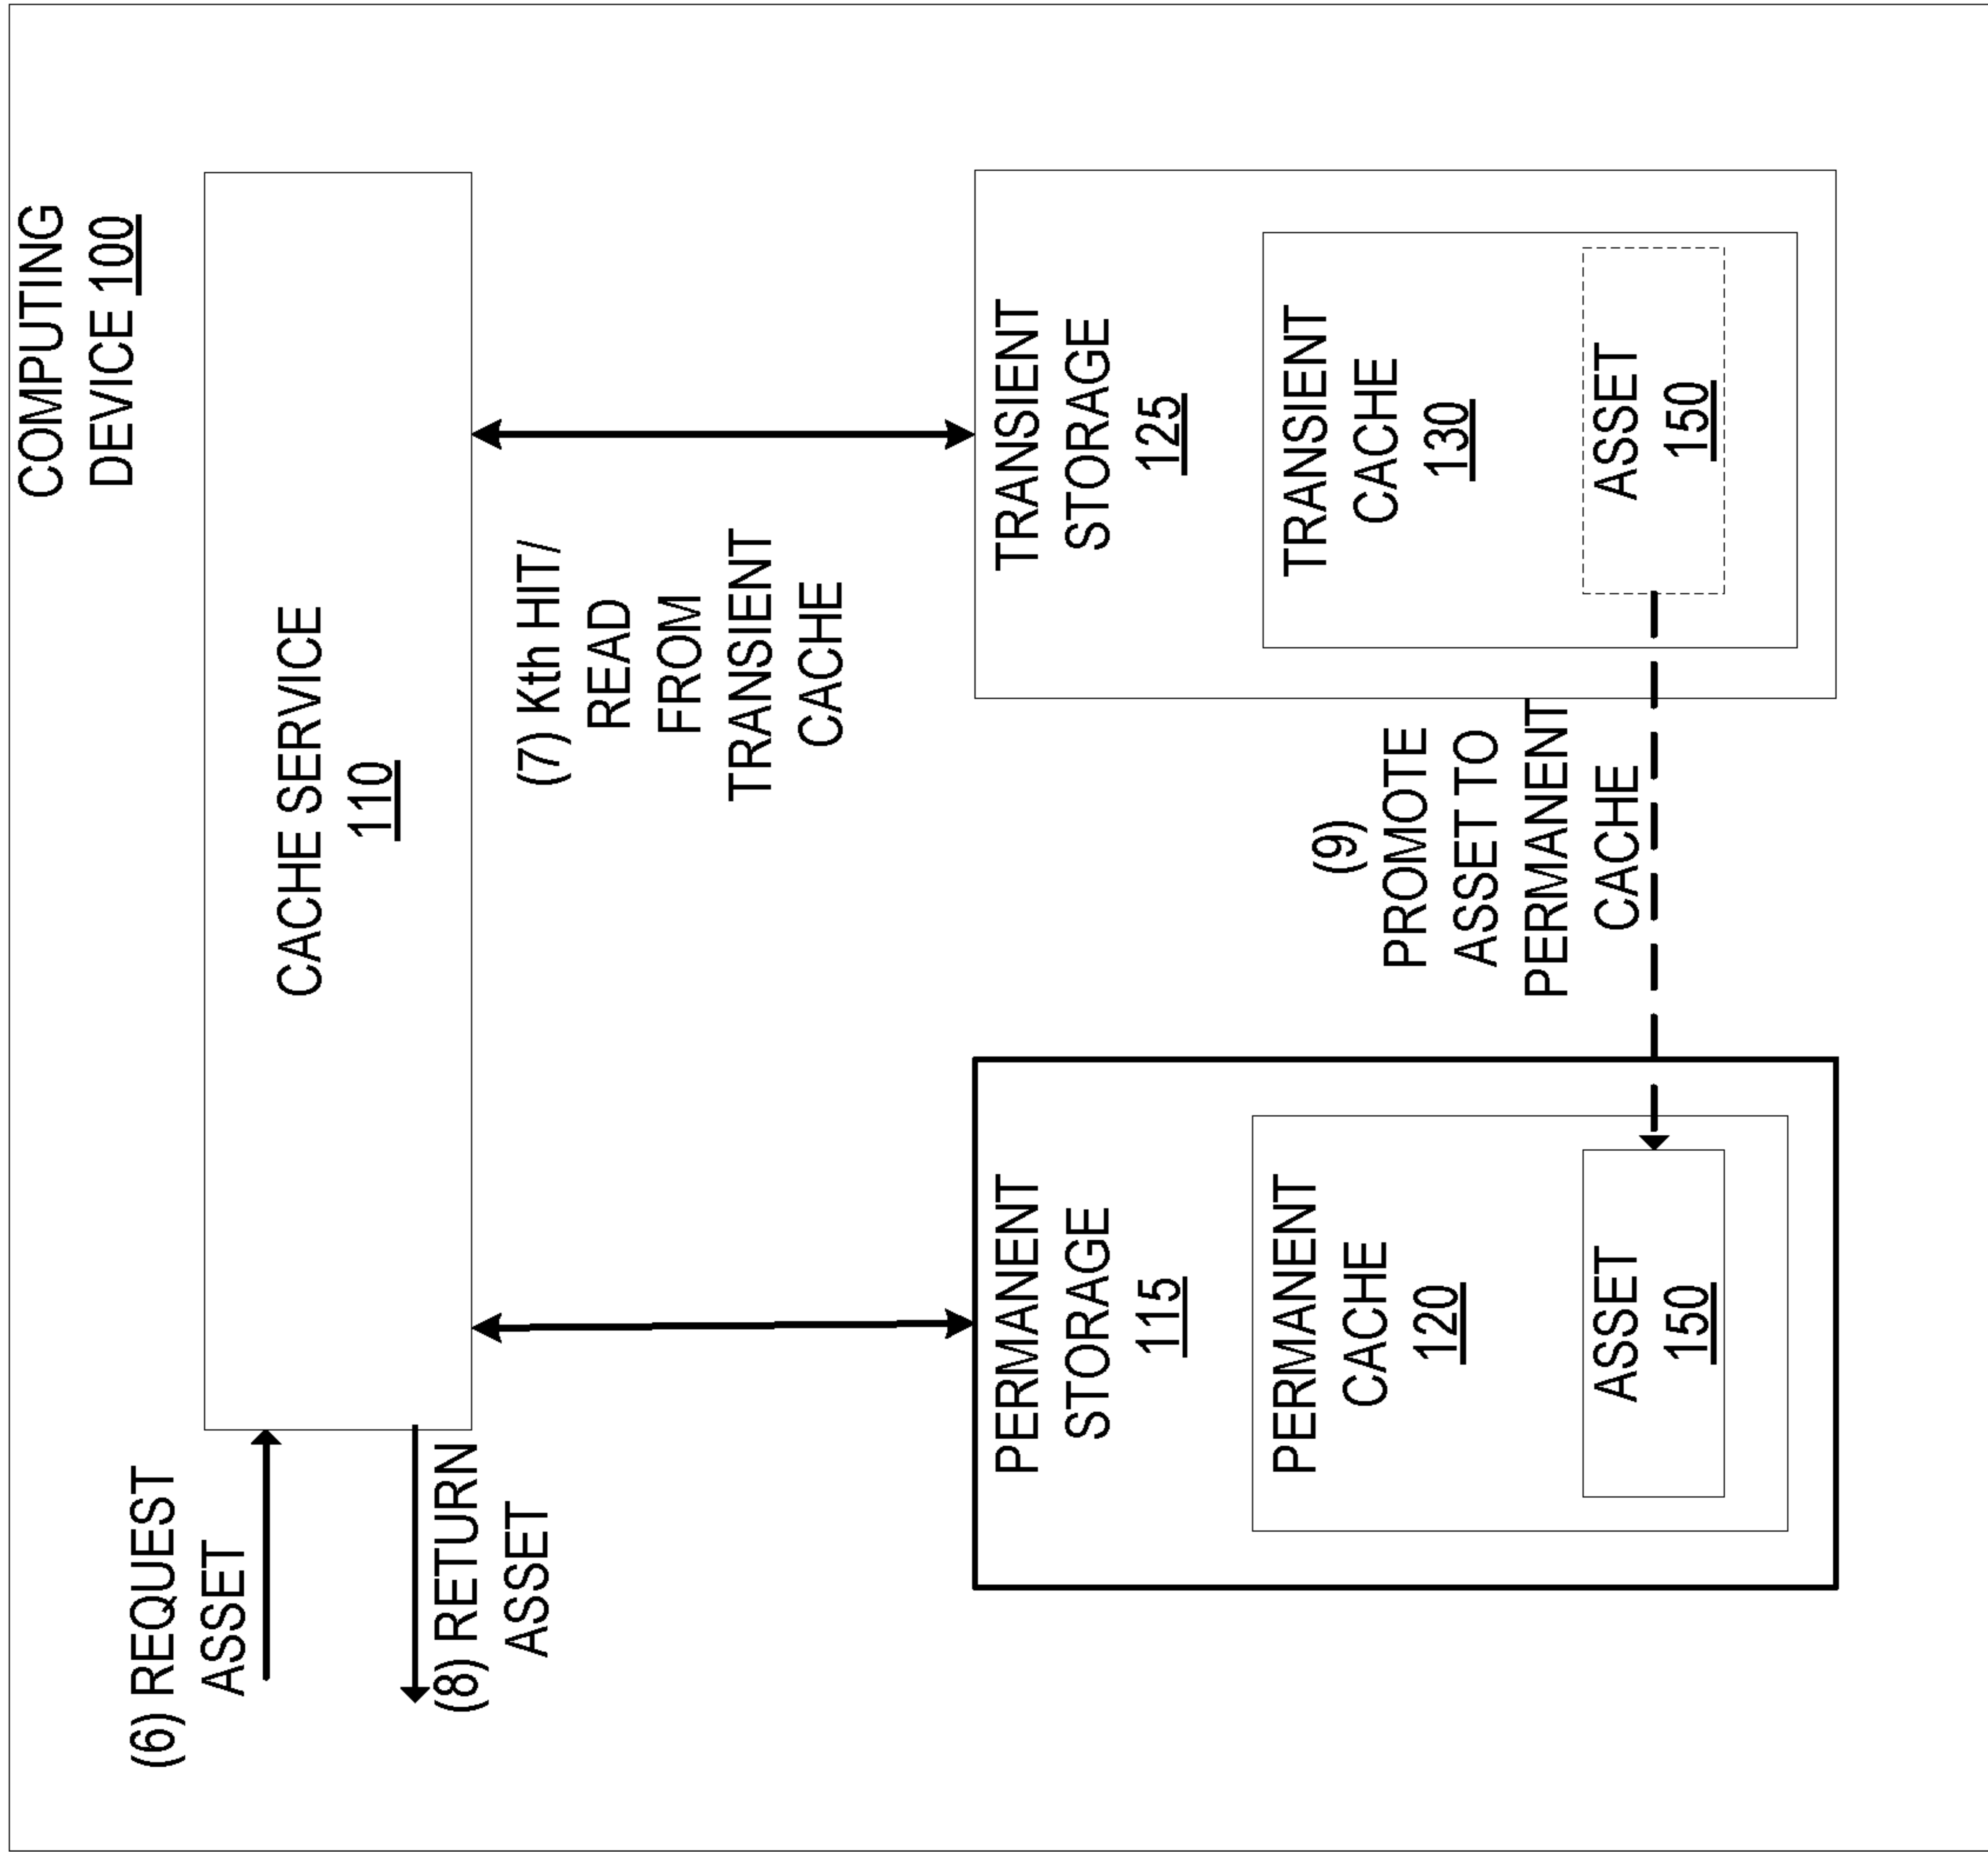 COMPUTING
DEVICE 100
(6) REQUEST
ASSET
CACHE SERVICE
110
(8) RETURN
ASSET
(7) Kth HIT/
READ
FROM
TRANSIENT
CACHE
PERMANENT
STORAGE
115
PERMANENT
CACHE
120
ASSET
150
(9)
PROMOTE
ASSET TO
PERMANENT
CACHE
TRANSIENT
STORAGE
125
TRANSIENT
CACHE
130
ASSET
150